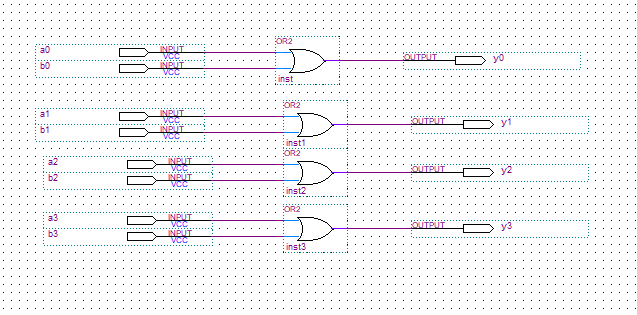 OR2
a0 INPUT VCC
b0 INPUT VCC
OUTPUT y0
inst
OR2
a1 INPUT VCC
b1 INPUT VCC
OUTPUT y1
inst1
OR2
a2 INPUT VCC
b2 INPUT VCC
OUTPUT y2
inst2
OR2
a3 INPUT VCC
b3 INPUT VCC
OUTPUT y3
inst3